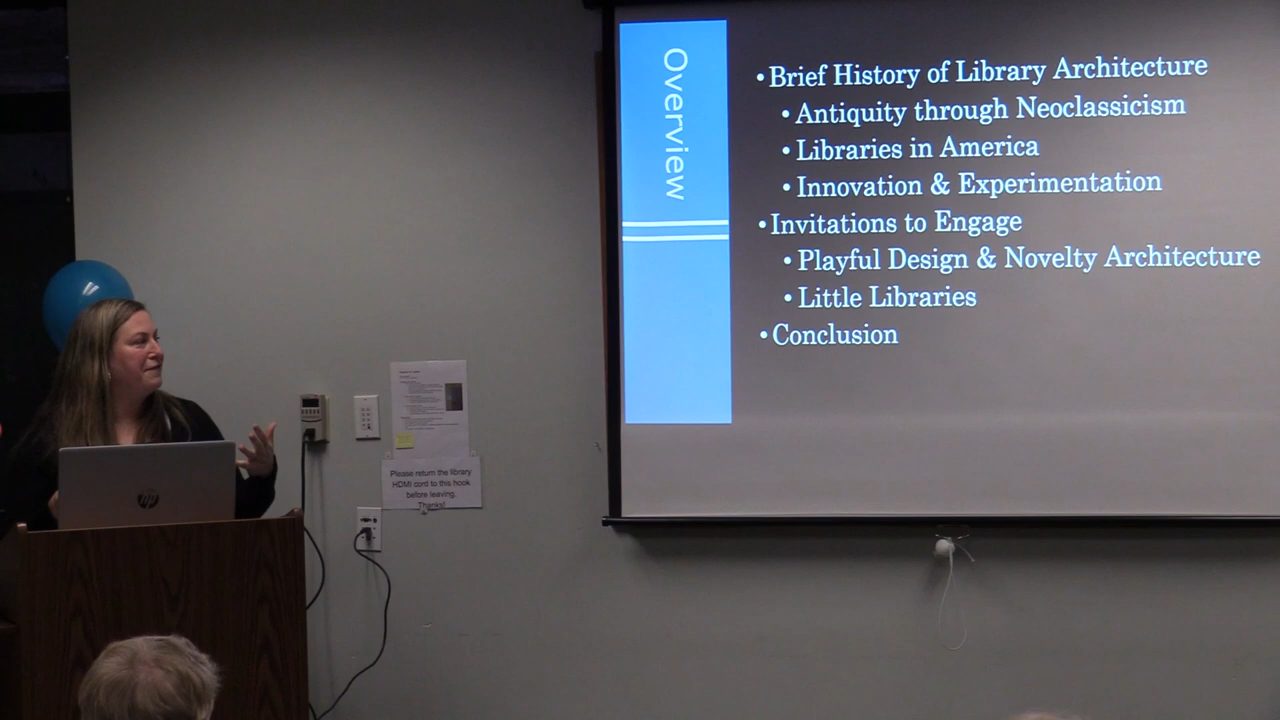 Overview
•Brief History of Library Architecture
•Antiquity through Neoclassicism
•Libraries in America
•Innovation & Experimentation
•Invitations to Engage
•Playful Design & Novelty Architecture
•Little Libraries
•Conclusion
Please return the library
HDMI cord to this hook
before leaving.
Thanks!
hp